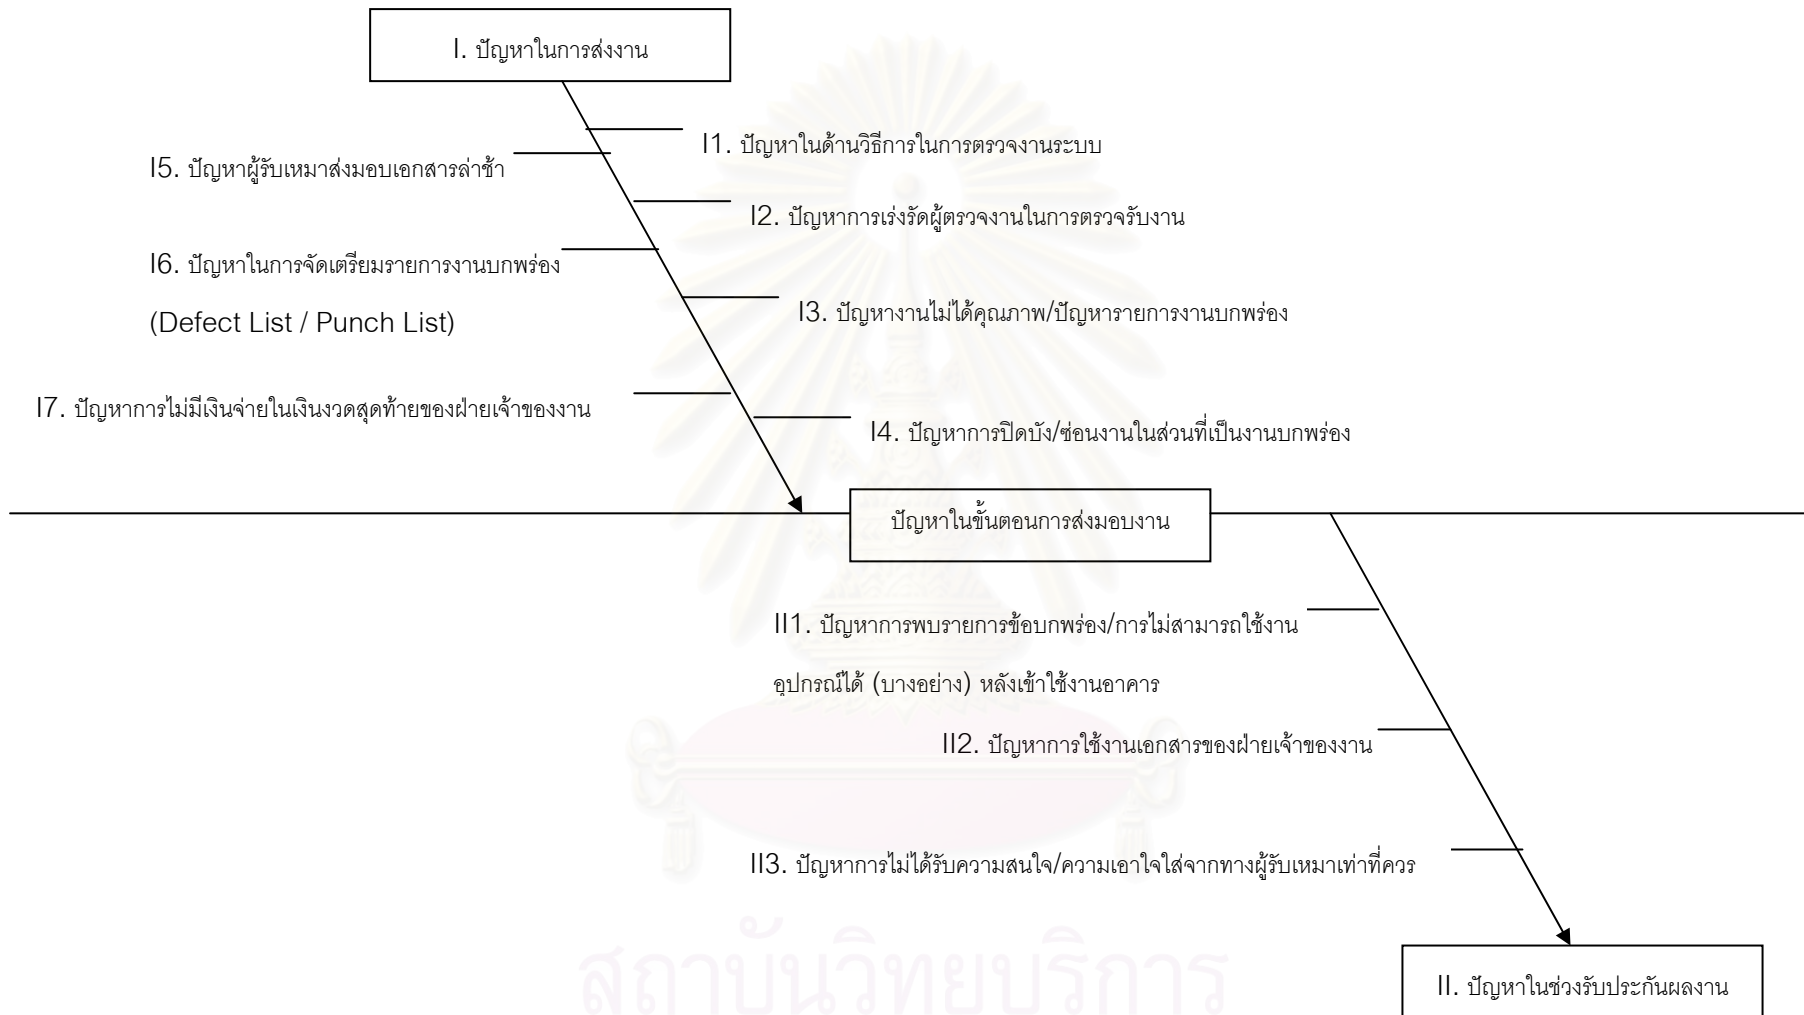 I. ปัญหาในการส่งงาน
I1. ปัญหาในด้านวิธีการในการตรวจงานระบบ
I5. ปัญหาผู้รับเหมาส่งมอบเอกสารล่าช้า
I2. ปัญหาการเร่งรัดผู้ตรวจงานในการตรวจรับงาน
I6. ปัญหาในการจัดเตรียมรายการงานบกพร่อง
(Defect List / Punch List)
I3. ปัญหางานไม่ได้คุณภาพ/ปัญหารายการงานบกพร่อง
I7. ปัญหาการไม่มีเงินจ่ายในเงินงวดสุดท้ายของฝ่ายเจ้าของงาน
I4. ปัญหาการปิดบัง/ซ่อนงานในส่วนที่เป็นงานบกพร่อง
ปัญหาในขั้นตอนการส่งมอบงาน
II1. ปัญหาการพบรายการข้อบกพร่อง/การไม่สามารถใช้งาน
อุปกรณ์ได้ (บางอย่าง) หลังเข้าใช้งานอาคาร
II2. ปัญหาการใช้งานเอกสารของฝ่ายเจ้าของงาน
II3. ปัญหาการไม่ได้รับความสนใจ/ความเอาใจใส่จากทางผู้รับเหมาเท่าที่ควร
สถาบันวิทยบริการ
II. ปัญหาในช่วงรับประกันผลงาน